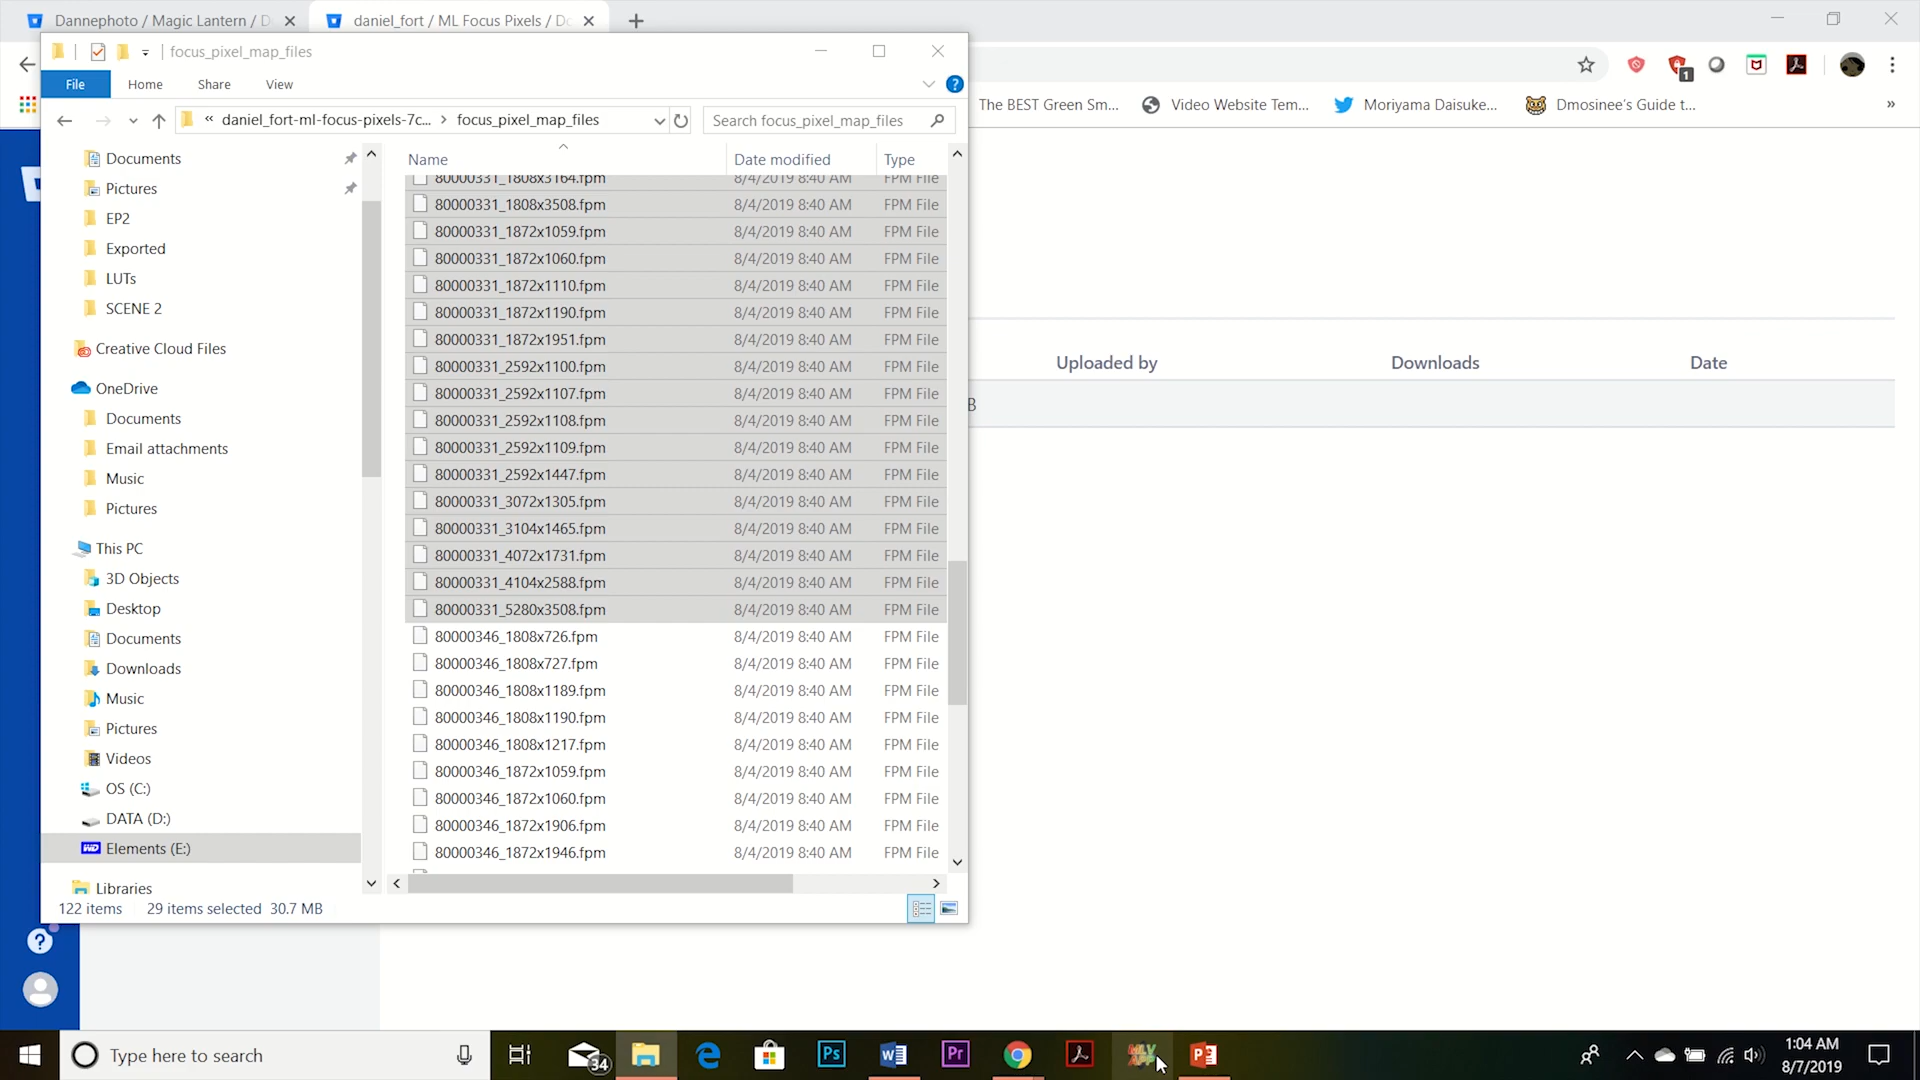 Dannephoto / Magic Lantern / D
daniel_fort / ML Focus Pixels / Do
focus_pixel_map_files
File Home Share View
« daniel_fort-ml-focus-pixels-7c... > focus_pixel_map_files
Search focus_pixel_map_files
The BEST Green Sm...
Video Website Tem...
Moriyama Daisuke...
Dmosinee's Guide t...
»
1
Name Date modified Type
Documents
Pictures
EP2
Exported
LUTs
SCENE 2
Creative Cloud Files
OneDrive
Documents
Email attachments
Music
Pictures
This PC
3D Objects
Desktop
Documents
Downloads
Music
Pictures
Videos
OS (C:)
DATA (D:)
Elements (E:)
Libraries
80000331_1808x3164.fpm 8/4/2019 8:40 AM FPM File
80000331_1808x3508.fpm 8/4/2019 8:40 AM FPM File
80000331_1872x1059.fpm 8/4/2019 8:40 AM FPM File
80000331_1872x1060.fpm 8/4/2019 8:40 AM FPM File
80000331_1872x1110.fpm 8/4/2019 8:40 AM FPM File
80000331_1872x1190.fpm 8/4/2019 8:40 AM FPM File
80000331_1872x1951.fpm 8/4/2019 8:40 AM FPM File
80000331_2592x1100.fpm 8/4/2019 8:40 AM FPM File
80000331_2592x1107.fpm 8/4/2019 8:40 AM FPM File
80000331_2592x1108.fpm 8/4/2019 8:40 AM FPM File
80000331_2592x1109.fpm 8/4/2019 8:40 AM FPM File
80000331_2592x1447.fpm 8/4/2019 8:40 AM FPM File
80000331_3072x1305.fpm 8/4/2019 8:40 AM FPM File
80000331_3104x1465.fpm 8/4/2019 8:40 AM FPM File
80000331_4072x1731.fpm 8/4/2019 8:40 AM FPM File
80000331_4104x2588.fpm 8/4/2019 8:40 AM FPM File
80000331_5280x3508.fpm 8/4/2019 8:40 AM FPM File
80000346_1808x726.fpm 8/4/2019 8:40 AM FPM File
80000346_1808x727.fpm 8/4/2019 8:40 AM FPM File
80000346_1808x1189.fpm 8/4/2019 8:40 AM FPM File
80000346_1808x1190.fpm 8/4/2019 8:40 AM FPM File
80000346_1808x1217.fpm 8/4/2019 8:40 AM FPM File
80000346_1872x1059.fpm 8/4/2019 8:40 AM FPM File
80000346_1872x1060.fpm 8/4/2019 8:40 AM FPM File
80000346_1872x1906.fpm 8/4/2019 8:40 AM FPM File
80000346_1872x1946.fpm 8/4/2019 8:40 AM FPM File
122 items 29 items selected 30.7 MB
Uploaded by Downloads Date
B
Type here to search
34
Ps
Pr
MLV
1:04 AM
8/7/2019